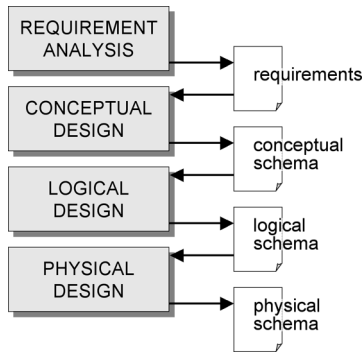 REQUIREMENT
ANALYSIS
requirements
CONCEPTUAL
DESIGN
conceptual
schema
LOGICAL
DESIGN
logical
schema
PHYSICAL
DESIGN
physical
schema